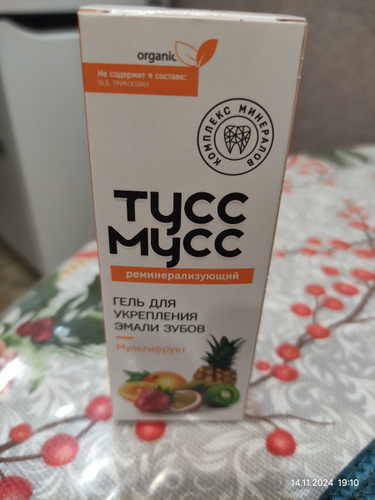 organic
Не содержит в составе:
SLS, ТРИКЛОЗАН
КОМПЛЕКС МИНЕРАЛОВ
ТУСС
МУСС
реминерализующий
ГЕЛЬ ДЛЯ
УКРЕПЛЕНИЯ
ЭМАЛИ ЗУБОВ
Мультифрукт
14.11.2024 19:10